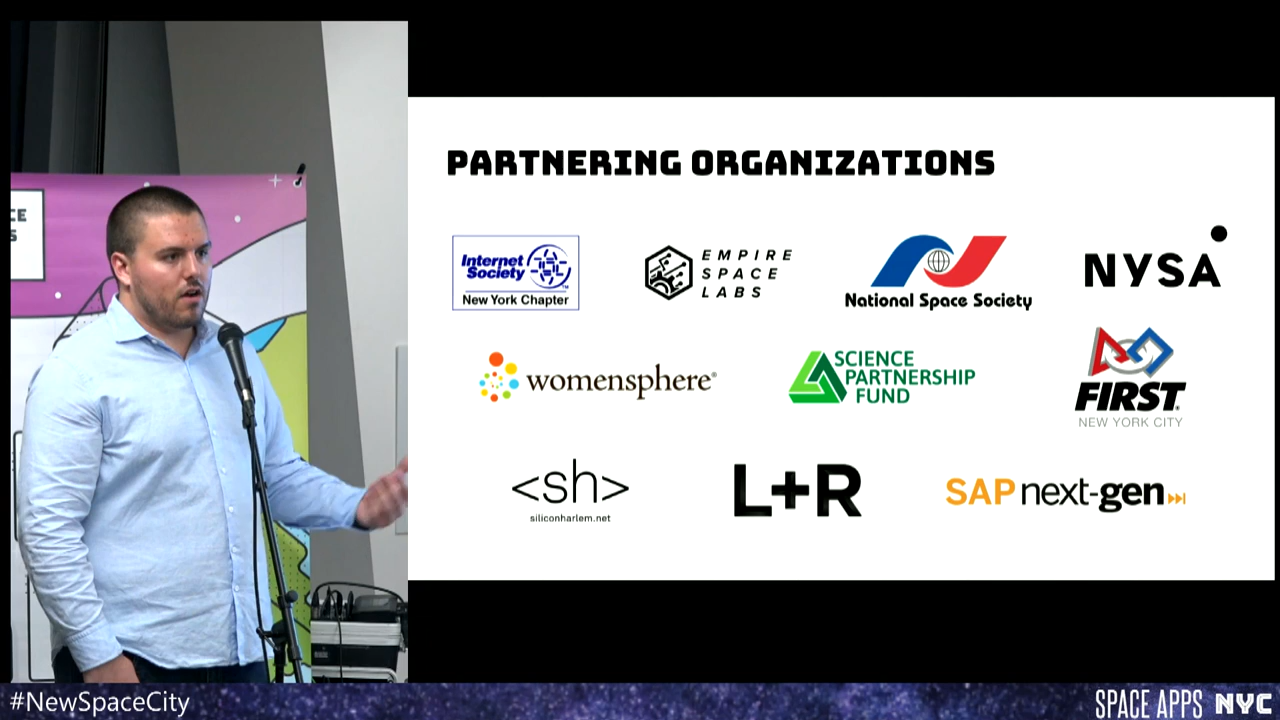 PARTNERING ORGANIZATIONS
Internet
Society
TM
New York Chapter
EMPIRE
SPACE
LABS
National Space Society
NYSA
womensphere®
SCIENCE
PARTNERSHIP
FUND
FIRST®
NEW YORK CITY
<sh>
siliconharlem.net
L+R
SAP next-gen
#NewSpaceCity
SPACE APPS NYC